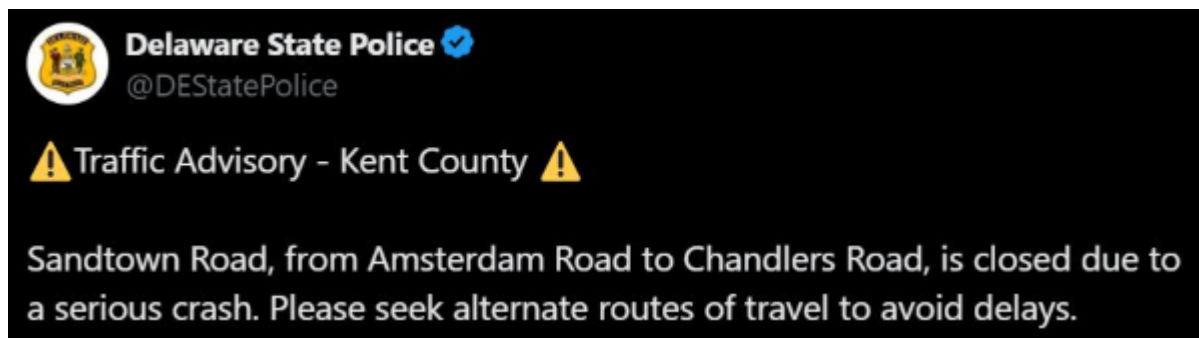 Delaware State Police
@DEStatePolice
⚠️Traffic Advisory - Kent County ⚠️
Sandtown Road, from Amsterdam Road to Chandlers Road, is closed due to
a serious crash. Please seek alternate routes of travel to avoid delays.